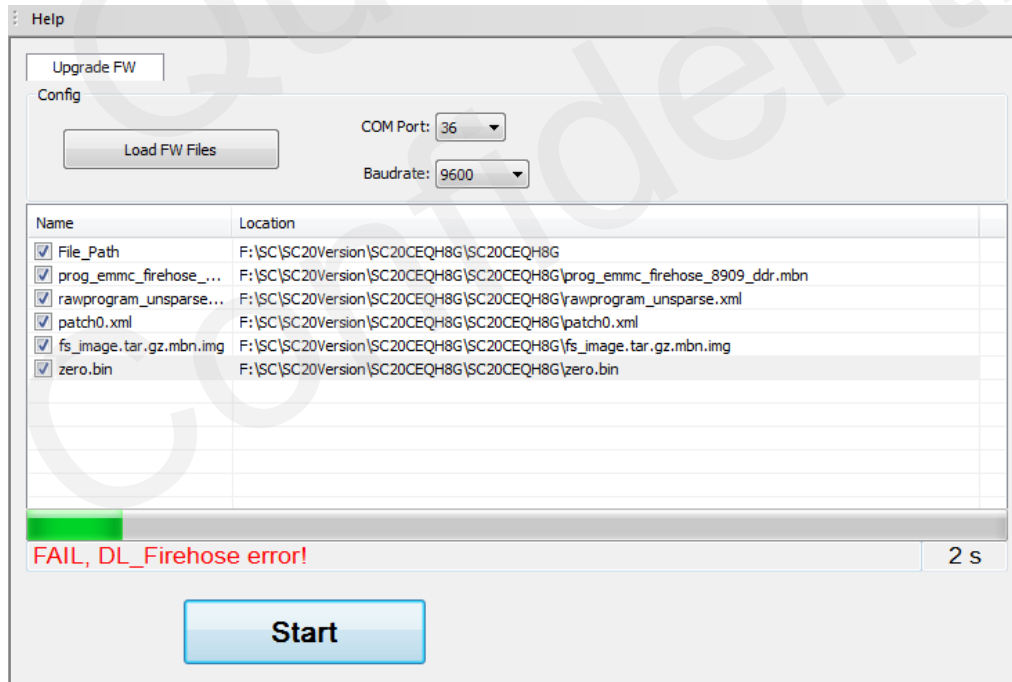 Help
Upgrade FW
Config
Load FW Files
COM Port: 36
Baudrate: 9600
Name Location
File_Path F:\SC\SC20Version\SC20CEQH8G\SC20CEQH8G
prog_emmc_firehose_... F:\SC\SC20Version\SC20CEQH8G\SC20CEQH8G\prog_emmc_firehose_8909_ddr.mbn
rawprogram_unsparse... F:\SC\SC20Version\SC20CEQH8G\SC20CEQH8G\rawprogram_unsparse.xml
patch0.xml F:\SC\SC20Version\SC20CEQH8G\SC20CEQH8G\patch0.xml
fs_image.tar.gz.mbn.img F:\SC\SC20Version\SC20CEQH8G\SC20CEQH8G\fs_image.tar.gz.mbn.img
zero.bin F:\SC\SC20Version\SC20CEQH8G\SC20CEQH8G\zero.bin
FAIL, DL_Firehose error! 2 s
Start